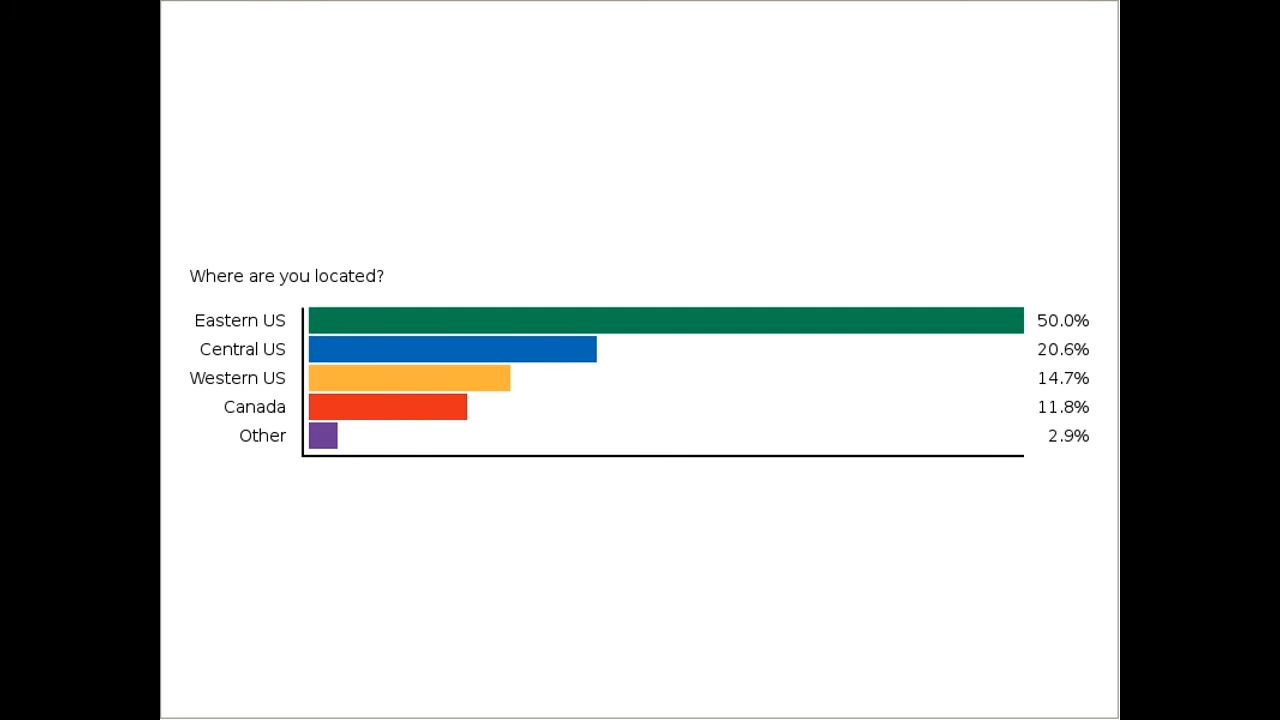 Where are you located?
Eastern US 50.0%
Central US 20.6%
Western US 14.7%
Canada 11.8%
Other 2.9%